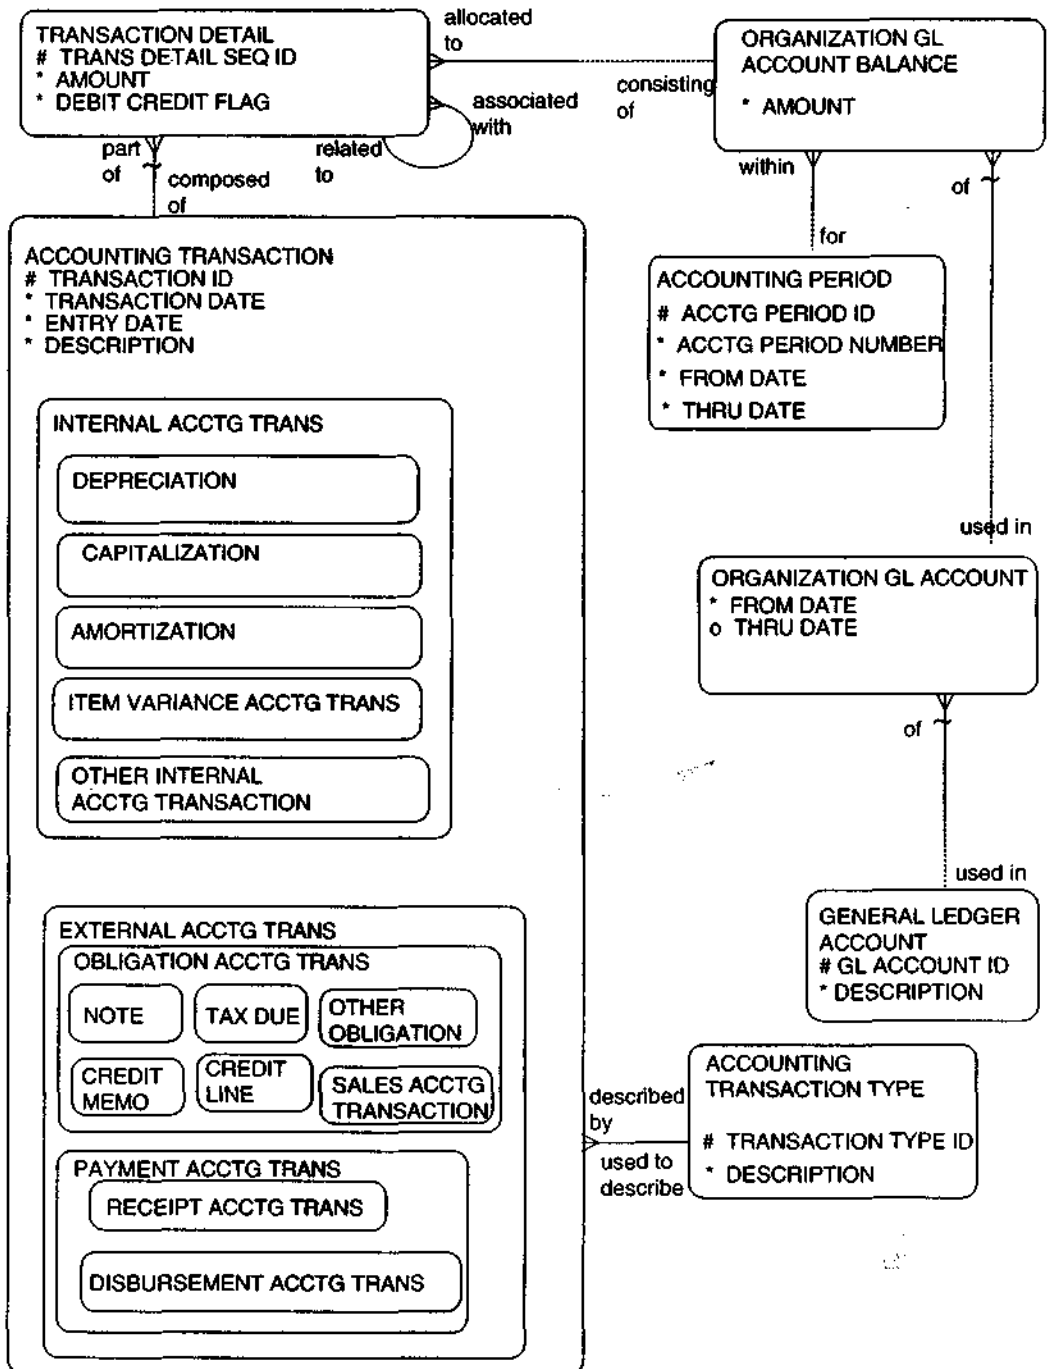 TRANSACTION DETAIL
# TRANS DETAIL SEQ ID
* AMOUNT
* DEBIT CREDIT FLAG
allocated
to
associated
with
consisting
of
ORGANIZATION GL
ACCOUNT BALANCE
* AMOUNT
part
of
composed
of
related
to
within
of
for
ACCOUNTING TRANSACTION
# TRANSACTION ID
* TRANSACTION DATE
* ENTRY DATE
* DESCRIPTION
ACCOUNTING PERIOD
# ACCTG PERIOD ID
* ACCTG PERIOD NUMBER
* FROM DATE
* THRU DATE
INTERNAL ACCTG TRANS
DEPRECIATION
CAPITALIZATION
AMORTIZATION
ITEM VARIANCE ACCTG TRANS
OTHER INTERNAL
ACCTG TRANSACTION
used in
ORGANIZATION GL ACCOUNT
* FROM DATE
o THRU DATE
of
used in
GENERAL LEDGER
ACCOUNT
# GL ACCOUNT ID
* DESCRIPTION
EXTERNAL ACCTG TRANS
OBLIGATION ACCTG TRANS
NOTE
TAX DUE
OTHER
OBLIGATION
CREDIT
MEMO
CREDIT
LINE
SALES ACCTG
TRANSACTION
PAYMENT ACCTG TRANS
RECEIPT ACCTG TRANS
DISBURSEMENT ACCTG TRANS
described
by
used to
describe
ACCOUNTING
TRANSACTION TYPE
# TRANSACTION TYPE ID
* DESCRIPTION